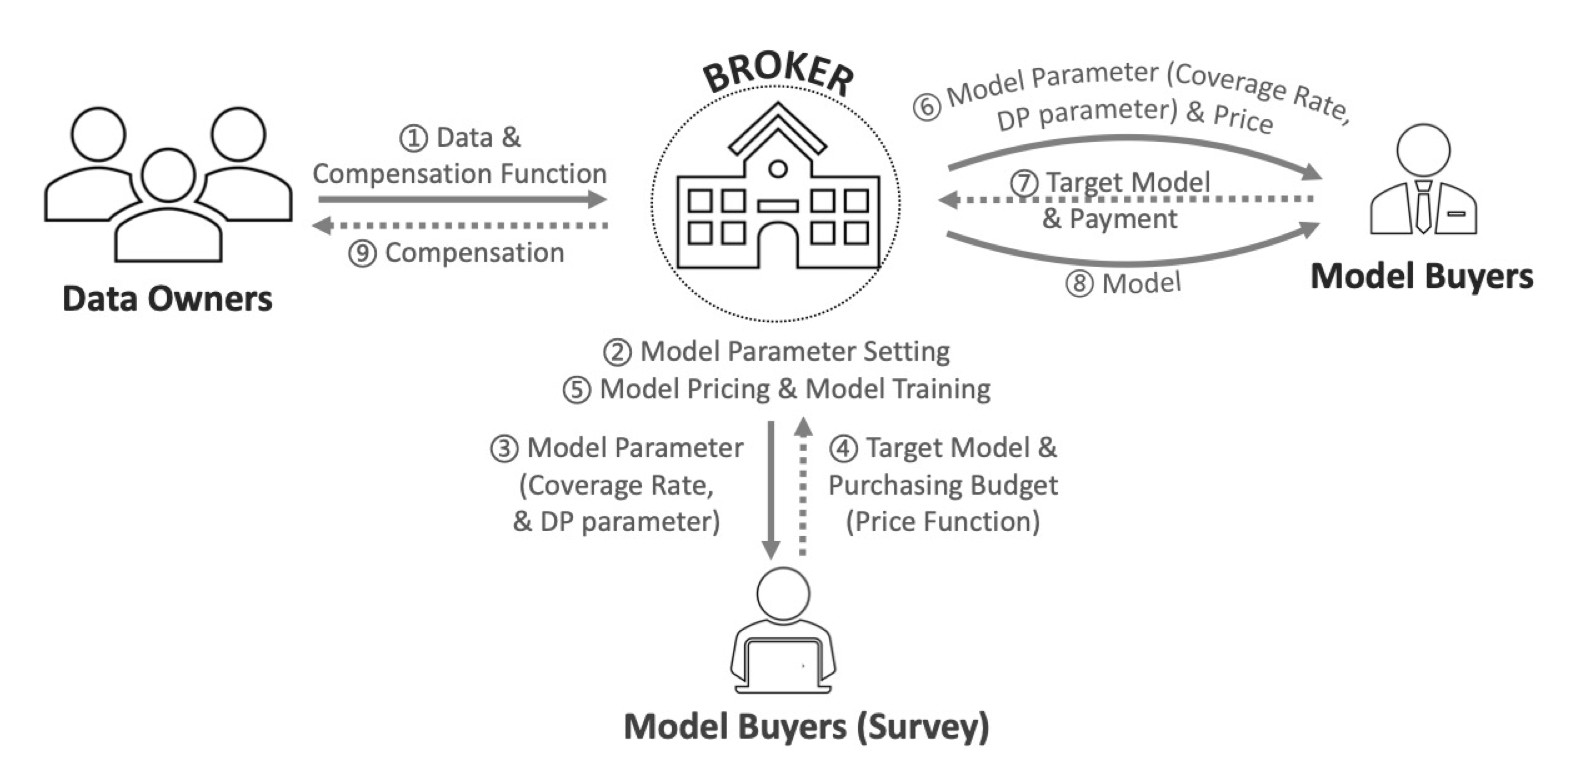 BROKER
① Data &
Compensation Function
⑨ Compensation
Data Owners
⑥ Model Parameter (Coverage Rate,
DP parameter) & Price
⑦ Target Model
& Payment
⑧ Model
Model Buyers
② Model Parameter Setting
⑤ Model Pricing & Model Training
③ Model Parameter
(Coverage Rate,
& DP parameter)
④ Target Model &
Purchasing Budget
(Price Function)
Model Buyers (Survey)